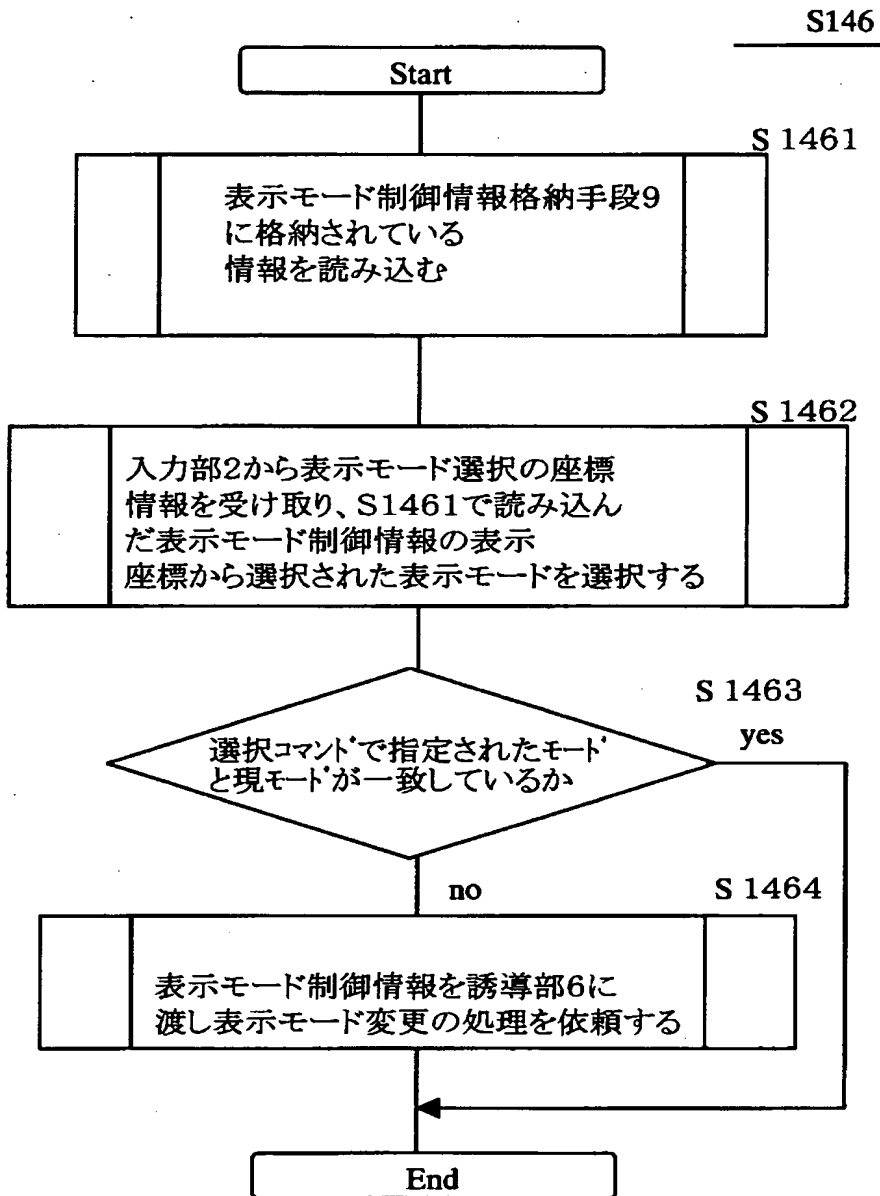 S146
Start
S 1461
表示モード制御情報格納手段9
に格納されている
情報を読み込む
S 1462
入力部2から表示モード選択の座標
情報を受け取り、S1461で読み込ん
だ表示モード制御情報の表示
座標から選択された表示モードを選択する
S 1463
yes
選択コマンドで指定されたモード
と現モードが一致しているか
no
S 1464
表示モード制御情報を誘導部6に
渡し表示モード変更の処理を依頼する
End